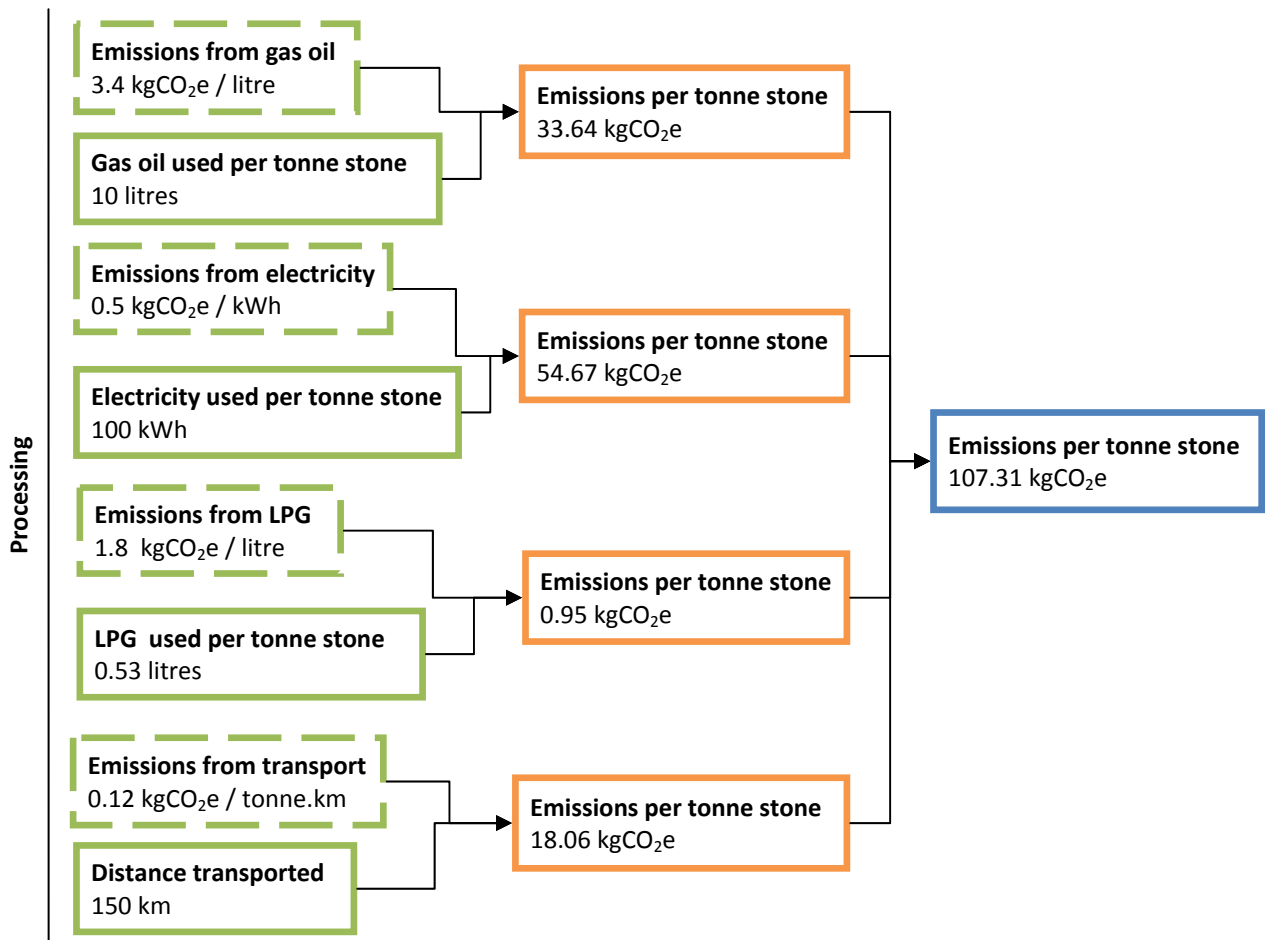 Processing
Emissions from gas oil
3.4 kgCO₂e / litre
Gas oil used per tonne stone
10 litres
Emissions per tonne stone
33.64 kgCO₂e
Emissions from electricity
0.5 kgCO₂e / kWh
Electricity used per tonne stone
100 kWh
Emissions per tonne stone
54.67 kgCO₂e
Emissions from LPG
1.8 kgCO₂e / litre
LPG used per tonne stone
0.53 litres
Emissions per tonne stone
0.95 kgCO₂e
Emissions from transport
0.12 kgCO₂e / tonne.km
Distance transported
150 km
Emissions per tonne stone
18.06 kgCO₂e
Emissions per tonne stone
107.31 kgCO₂e